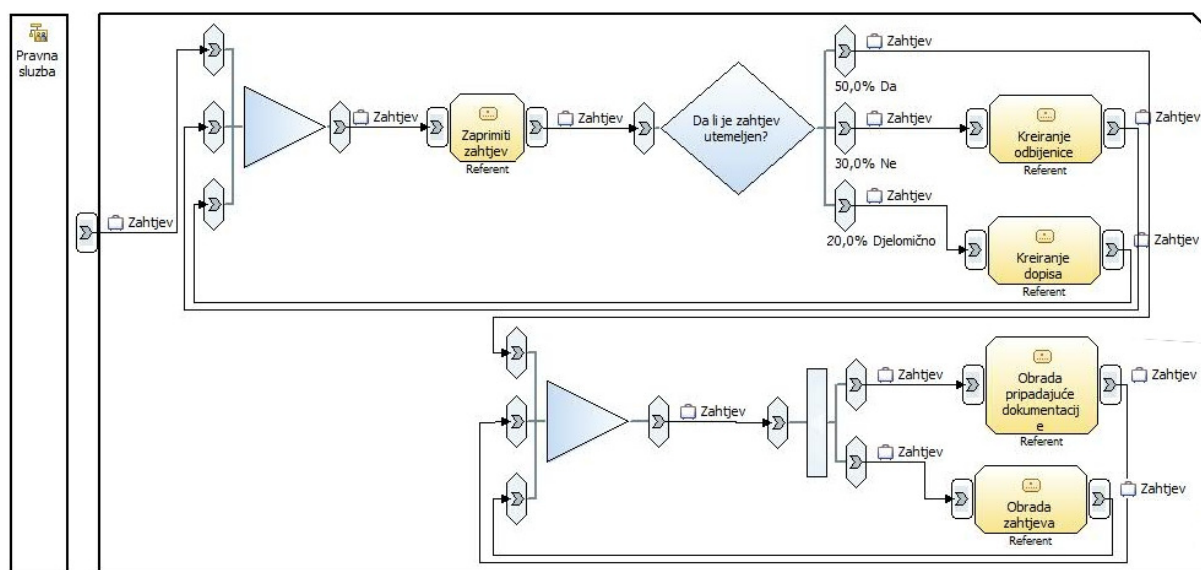 Pravna
sluzba
Zahtjev
Zahtjev
Zaprimiti
zahtjev
Referent
Zahtjev
Da li je zahtjev
utemeljen?
Zahtjev
50,0% Da
Zahtjev
30,0% Ne
Zahtjev
20,0% Djelomično
Kreiranje
odbijenice
Referent
Zahtjev
Kreiranje
dopisa
Referent
Zahtjev
Zahtjev
Zahtjev
Obrada
pripadajuće
dokumentacij
e
Referent
Zahtjev
Zahtjev
Obrada
zahtjeva
Referent
Zahtjev